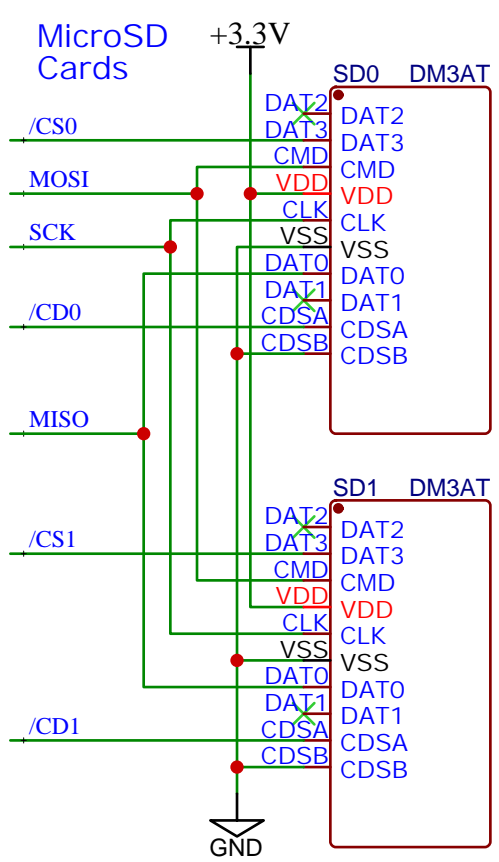 MicroSD
Cards
+3.3V
SD0 DM3AT
DAT2 DAT2
/CS0 DAT3 DAT3
CMD CMD
MOSI VDD VDD
CLK CLK
SCK VSS VSS
DAT0 DAT0
DAT1 DAT1
/CD0 CDSA CDSA
CDSB CDSB
MISO
SD1 DM3AT
DAT2 DAT2
/CS1 DAT3 DAT3
CMD CMD
VDD VDD
CLK CLK
VSS VSS
DAT0 DAT0
DAT1 DAT1
/CD1 CDSA CDSA
CDSB CDSB
GND